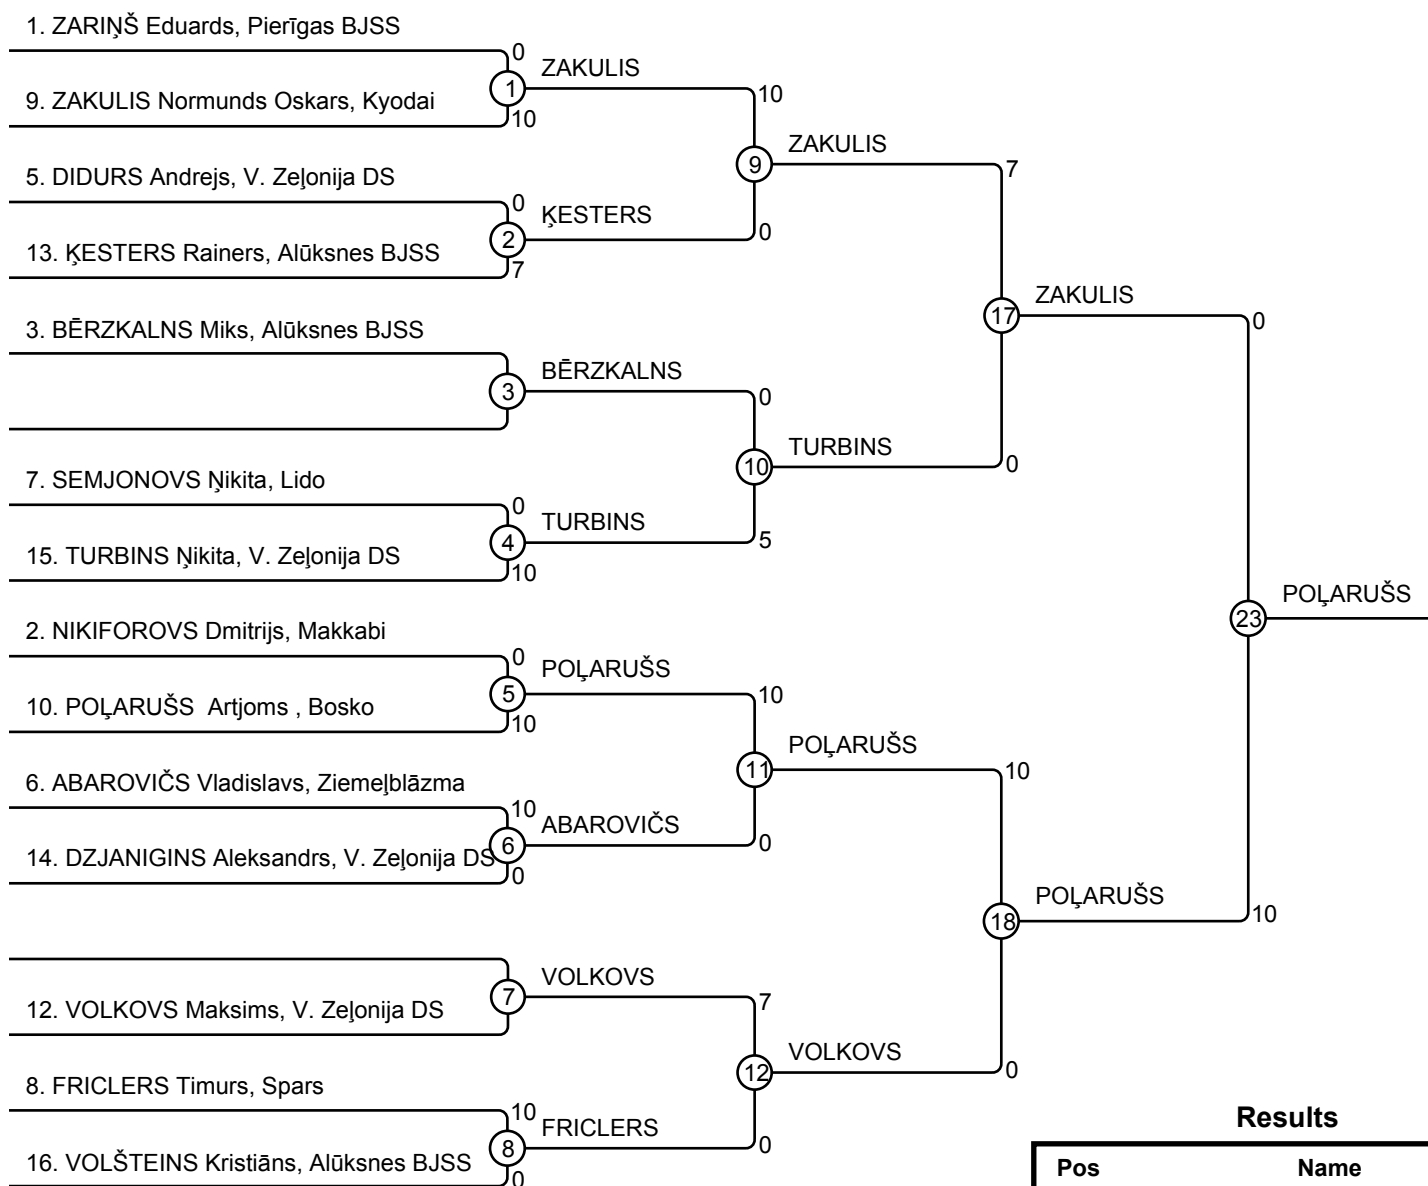 1. ZARIŅŠ Eduards, Pierīgas BJSS
0
1
ZAKULIS
10
9. ZAKULIS Normunds Oskars, Kyodai
10
9
ZAKULIS
7
5. DIDURS Andrejs, V. Zeļonija DS
0
2
ĶESTERS
0
13. ĶESTERS Rainers, Alūksnes BJSS
7
17
ZAKULIS
0
3. BĒRZKALNS Miks, Alūksnes BJSS
3
BĒRZKALNS
0
10
TURBINS
0
7. SEMJONOVS Ņikita, Lido
0
4
TURBINS
5
15. TURBINS Ņikita, V. Zeļonija DS
10
23
POĻARUŠS
2. NIKIFOROVS Dmitrijs, Makkabi
0
5
POĻARUŠS
10
10. POĻARUŠS Artjoms , Bosko
10
11
POĻARUŠS
10
6. ABAROVIČS Vladislavs, Ziemeļblāzma
10
6
ABAROVIČS
0
14. DZJANIGINS Aleksandrs, V. Zeļonija DS
0
18
POĻARUŠS
10
7
VOLKOVS
7
12. VOLKOVS Maksims, V. Zeļonija DS
12
VOLKOVS
0
8. FRICLERS Timurs, Spars
10
8
FRICLERS
0
16. VOLŠTEINS Kristiāns, Alūksnes BJSS
0
Results
Pos Name